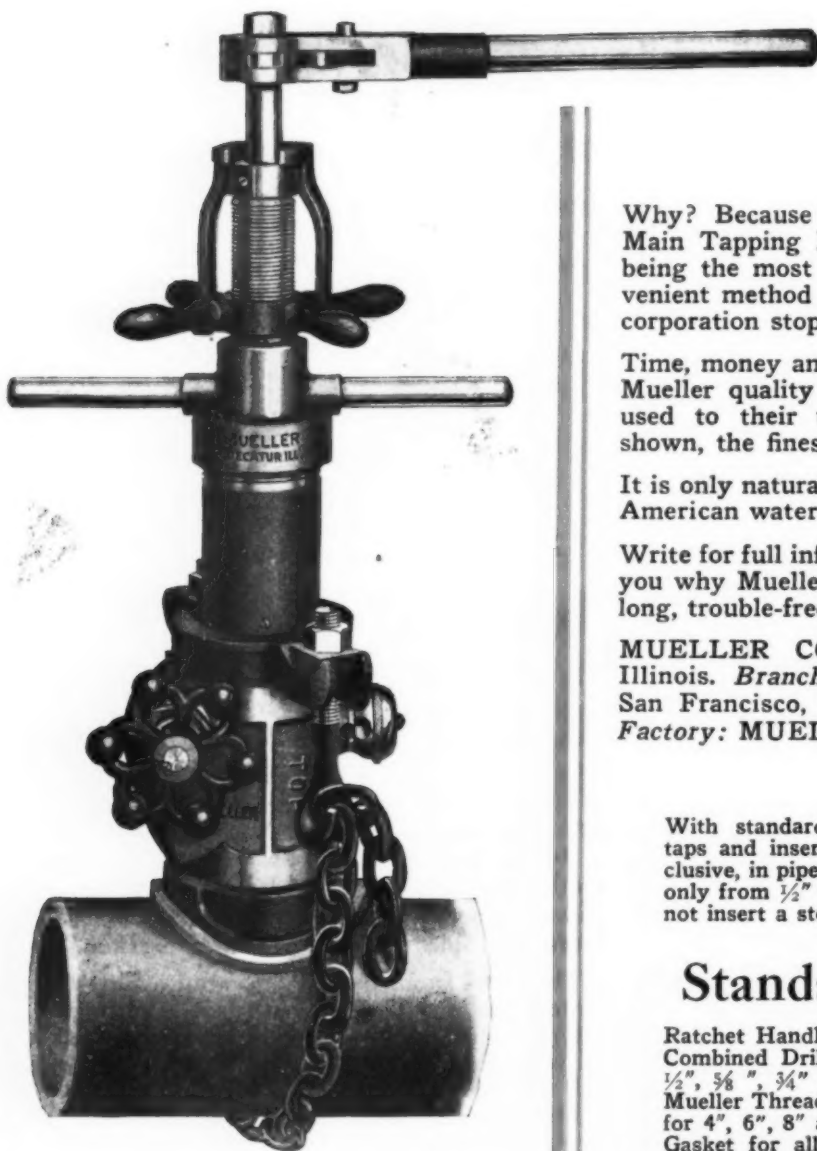 MUELLER
DECATUR ILL
Why? Because
Main Tapping
being the most
venient method
corporation stop
Time, money an
Mueller quality
used to their
shown, the fines
It is only natura
American water
Write for full inf
you why Muelle
long, trouble-fre
MUELLER CO
Illinois. Branch
San Francisco,
Factory: MUEL
With standar
taps and inser
clusive, in pipe
only from ½"
not insert a sto
Stand
Ratchet Handl
Combined Dril
½", ⅝ ", ¾"
Mueller Thread
for 4", 6", 8"
Gasket for all